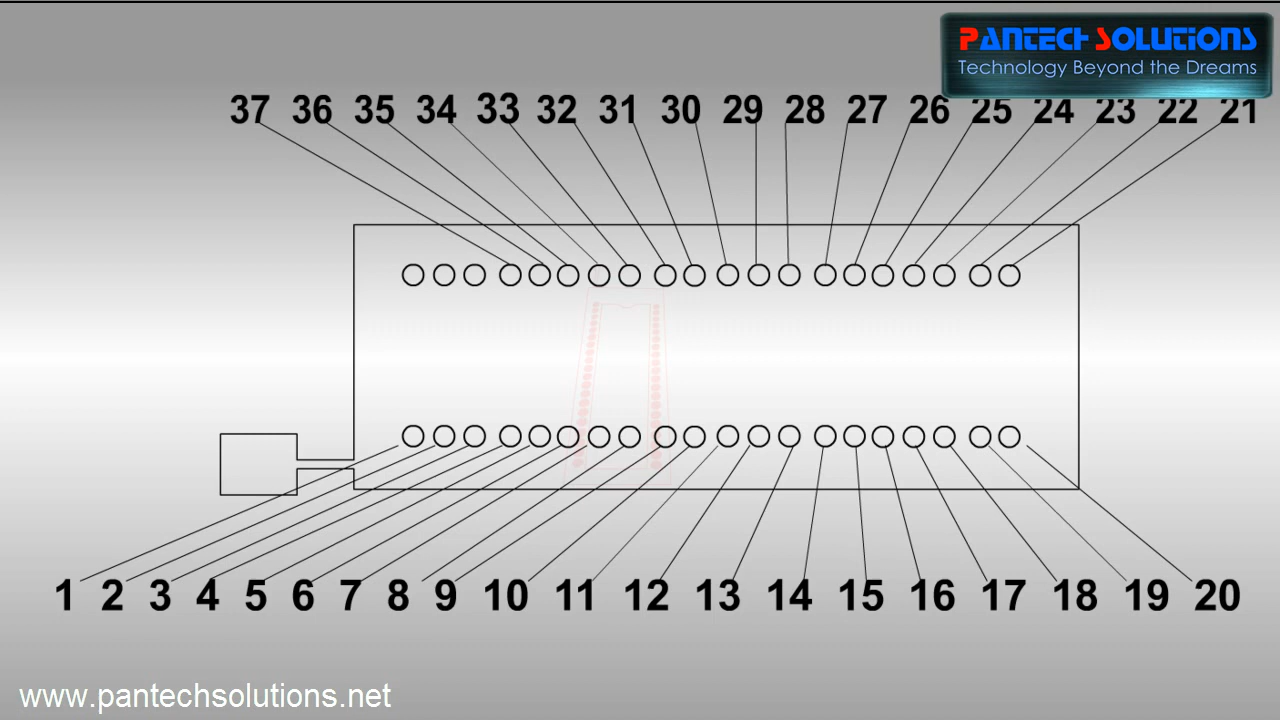 PANTECH SOLUTIONS
Technology Beyond the Dreams
37 36 35 34 33 32 31 30 29 28 27 26 25 24 23 22 21
1 2 3 4 5 6 7 8 9 10 11 12 13 14 15 16 17 18 19 20
www.pantechsolutions.net